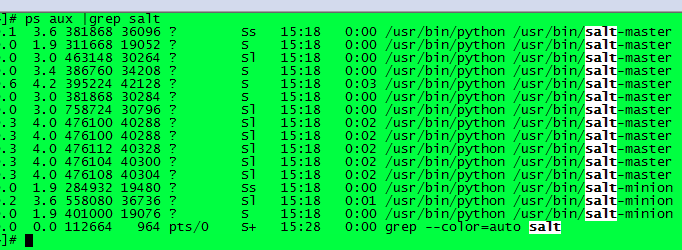 ]# ps aux |grep salt
.1 3.6 381868 36096 ? Ss 15:18 0:00 /usr/bin/python /usr/bin/salt-master
.0 1.9 311668 19052 ? S 15:18 0:00 /usr/bin/python /usr/bin/salt-master
.0 3.0 463148 30264 ? Sl 15:18 0:00 /usr/bin/python /usr/bin/salt-master
.0 3.4 386760 34208 ? S 15:18 0:00 /usr/bin/python /usr/bin/salt-master
.6 4.2 395224 42128 ? S 15:18 0:03 /usr/bin/python /usr/bin/salt-master
.0 3.0 381868 30284 ? S 15:18 0:00 /usr/bin/python /usr/bin/salt-master
.0 3.0 758724 30796 ? Sl 15:18 0:00 /usr/bin/python /usr/bin/salt-master
.3 4.0 476100 40288 ? Sl 15:18 0:02 /usr/bin/python /usr/bin/salt-master
.3 4.0 476100 40288 ? Sl 15:18 0:02 /usr/bin/python /usr/bin/salt-master
.3 4.0 476112 40328 ? Sl 15:18 0:02 /usr/bin/python /usr/bin/salt-master
.3 4.0 476104 40300 ? Sl 15:18 0:02 /usr/bin/python /usr/bin/salt-master
.3 4.0 476108 40304 ? Sl 15:18 0:02 /usr/bin/python /usr/bin/salt-master
.0 1.9 284932 19480 ? Ss 15:18 0:00 /usr/bin/python /usr/bin/salt-minion
.2 3.6 558080 36736 ? Sl 15:18 0:01 /usr/bin/python /usr/bin/salt-minion
.0 1.9 401000 19076 ? S 15:18 0:00 /usr/bin/python /usr/bin/salt-minion
.0 0.0 112664 964 pts/0 S+ 15:28 0:00 grep --color=auto salt
]#